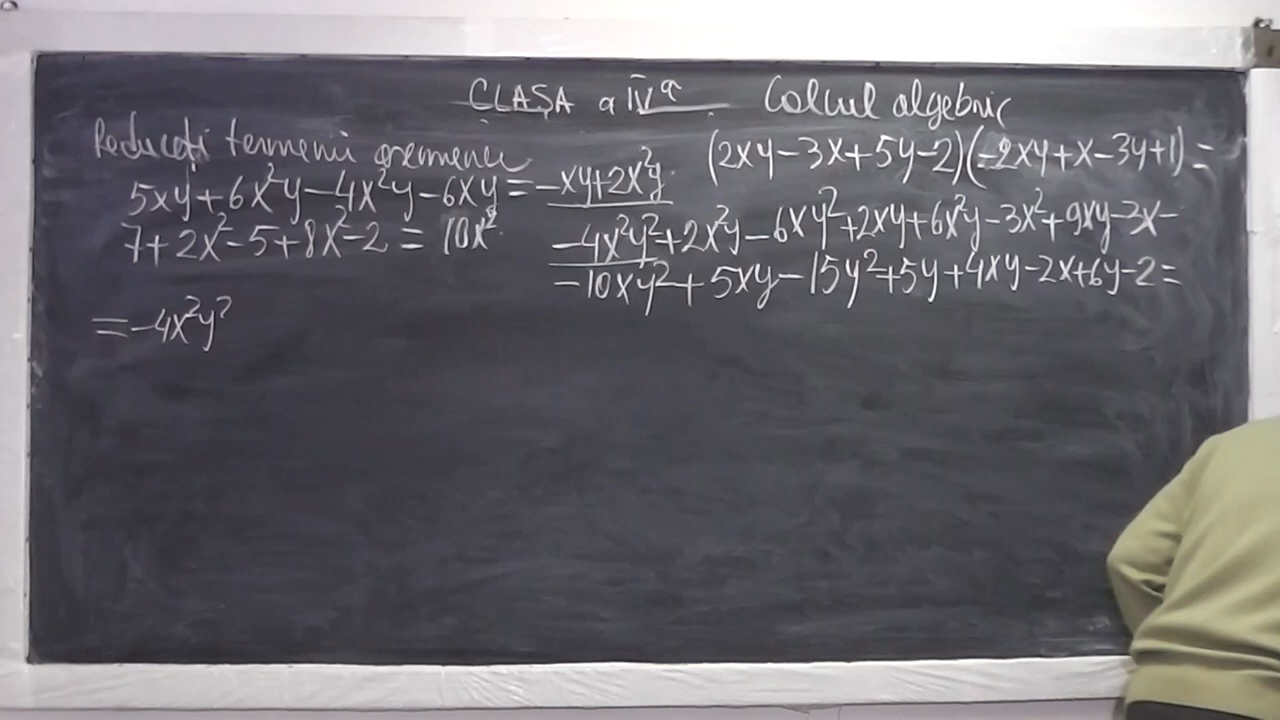 CLASA a IVª Calcul algebric
Reduceți termenii asemenea
5xy+6x²y-4x²y-6xy=-xy+2x²y.
7+2x²-5+8x²-2=10x².
(2xy-3x+5y-2)(-2xy+x-3y+1)=
-4x²y²+2x²y-6xy²+2xy+6x²y-3x²+9xy-3x-
-10xy²+5xy-15y²+5y+4xy-2x+6y-2=
=-4x²y²